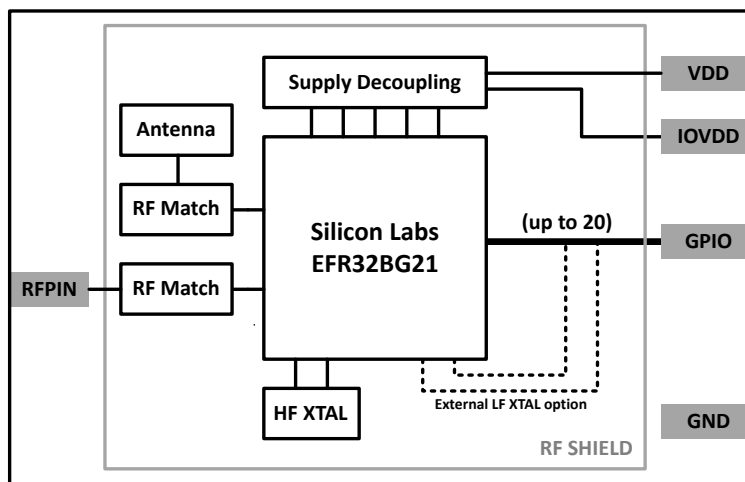 Supply Decoupling
VDD
Antenna
IOVDD
RF Match
Silicon Labs
EFR32BG21
(up to 20)
GPIO
RFPIN
RF Match
HF XTAL
External LF XTAL option
GND
RF SHIELD